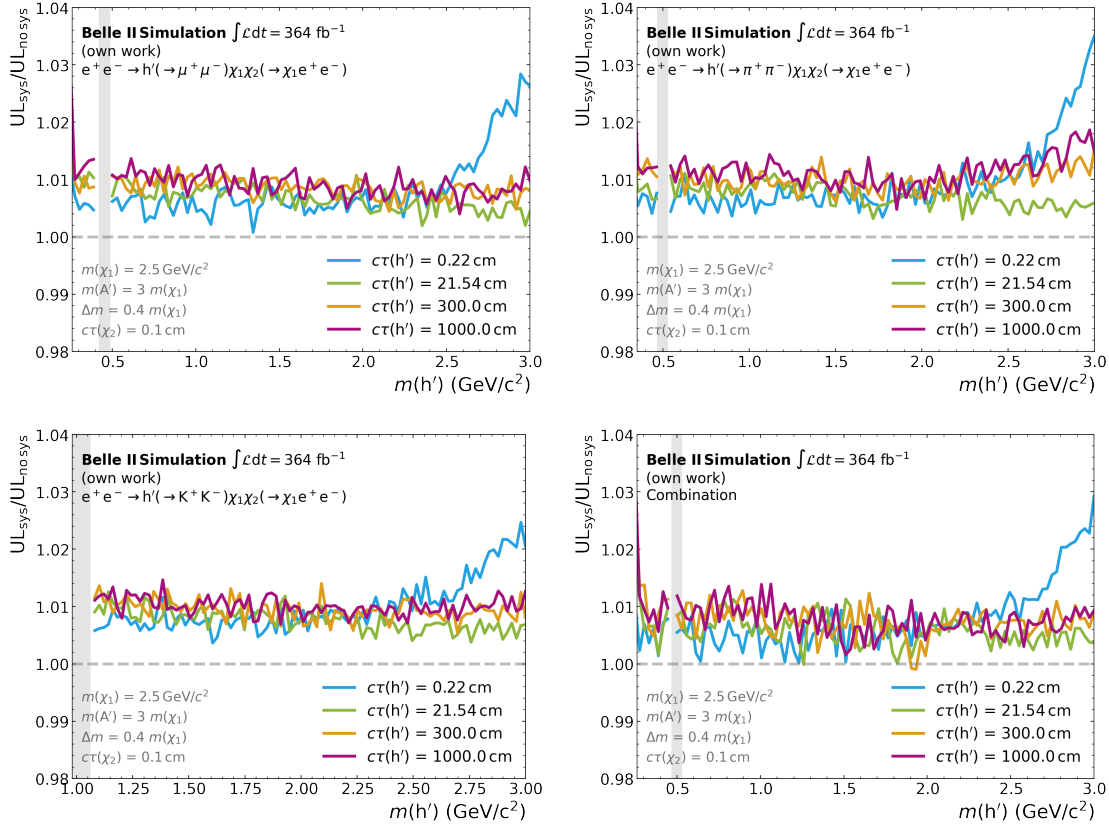 1.04
1.03
1.02
1.01
1.00
0.99
0.98
UL_sys/UL_no sys
Belle II Simulation ∫ℒdt = 364 fb⁻¹
(own work)
e⁺e⁻ → h′(→ μ⁺μ⁻)χ₁χ₂(→ χ₁e⁺e⁻)
m(χ₁) = 2.5 GeV/c²
m(A′) = 3 m(χ₁)
Δm = 0.4 m(χ₁)
cτ(χ₂) = 0.1 cm
cτ(h′) = 0.22 cm
cτ(h′) = 21.54 cm
cτ(h′) = 300.0 cm
cτ(h′) = 1000.0 cm
0.5 1.0 1.5 2.0 2.5 3.0
m(h′) (GeV/c²)
1.04
1.03
1.02
1.01
1.00
0.99
0.98
UL_sys/UL_no sys
Belle II Simulation ∫ℒdt = 364 fb⁻¹
(own work)
e⁺e⁻ → h′(→ π⁺π⁻)χ₁χ₂(→ χ₁e⁺e⁻)
m(χ₁) = 2.5 GeV/c²
m(A′) = 3 m(χ₁)
Δm = 0.4 m(χ₁)
cτ(χ₂) = 0.1 cm
cτ(h′) = 0.22 cm
cτ(h′) = 21.54 cm
cτ(h′) = 300.0 cm
cτ(h′) = 1000.0 cm
0.5 1.0 1.5 2.0 2.5 3.0
m(h′) (GeV/c²)
1.04
1.03
1.02
1.01
1.00
0.99
0.98
UL_sys/UL_no sys
Belle II Simulation ∫ℒdt = 364 fb⁻¹
(own work)
e⁺e⁻ → h′(→ K⁺K⁻)χ₁χ₂(→ χ₁e⁺e⁻)
m(χ₁) = 2.5 GeV/c²
m(A′) = 3 m(χ₁)
Δm = 0.4 m(χ₁)
cτ(χ₂) = 0.1 cm
cτ(h′) = 0.22 cm
cτ(h′) = 21.54 cm
cτ(h′) = 300.0 cm
cτ(h′) = 1000.0 cm
1.00 1.25 1.50 1.75 2.00 2.25 2.50 2.75 3.00
m(h′) (GeV/c²)
1.04
1.03
1.02
1.01
1.00
0.99
0.98
UL_sys/UL_no sys
Belle II Simulation ∫ℒdt = 364 fb⁻¹
(own work)
Combination
m(χ₁) = 2.5 GeV/c²
m(A′) = 3 m(χ₁)
Δm = 0.4 m(χ₁)
cτ(χ₂) = 0.1 cm
cτ(h′) = 0.22 cm
cτ(h′) = 21.54 cm
cτ(h′) = 300.0 cm
cτ(h′) = 1000.0 cm
0.5 1.0 1.5 2.0 2.5 3.0
m(h′) (GeV/c²)